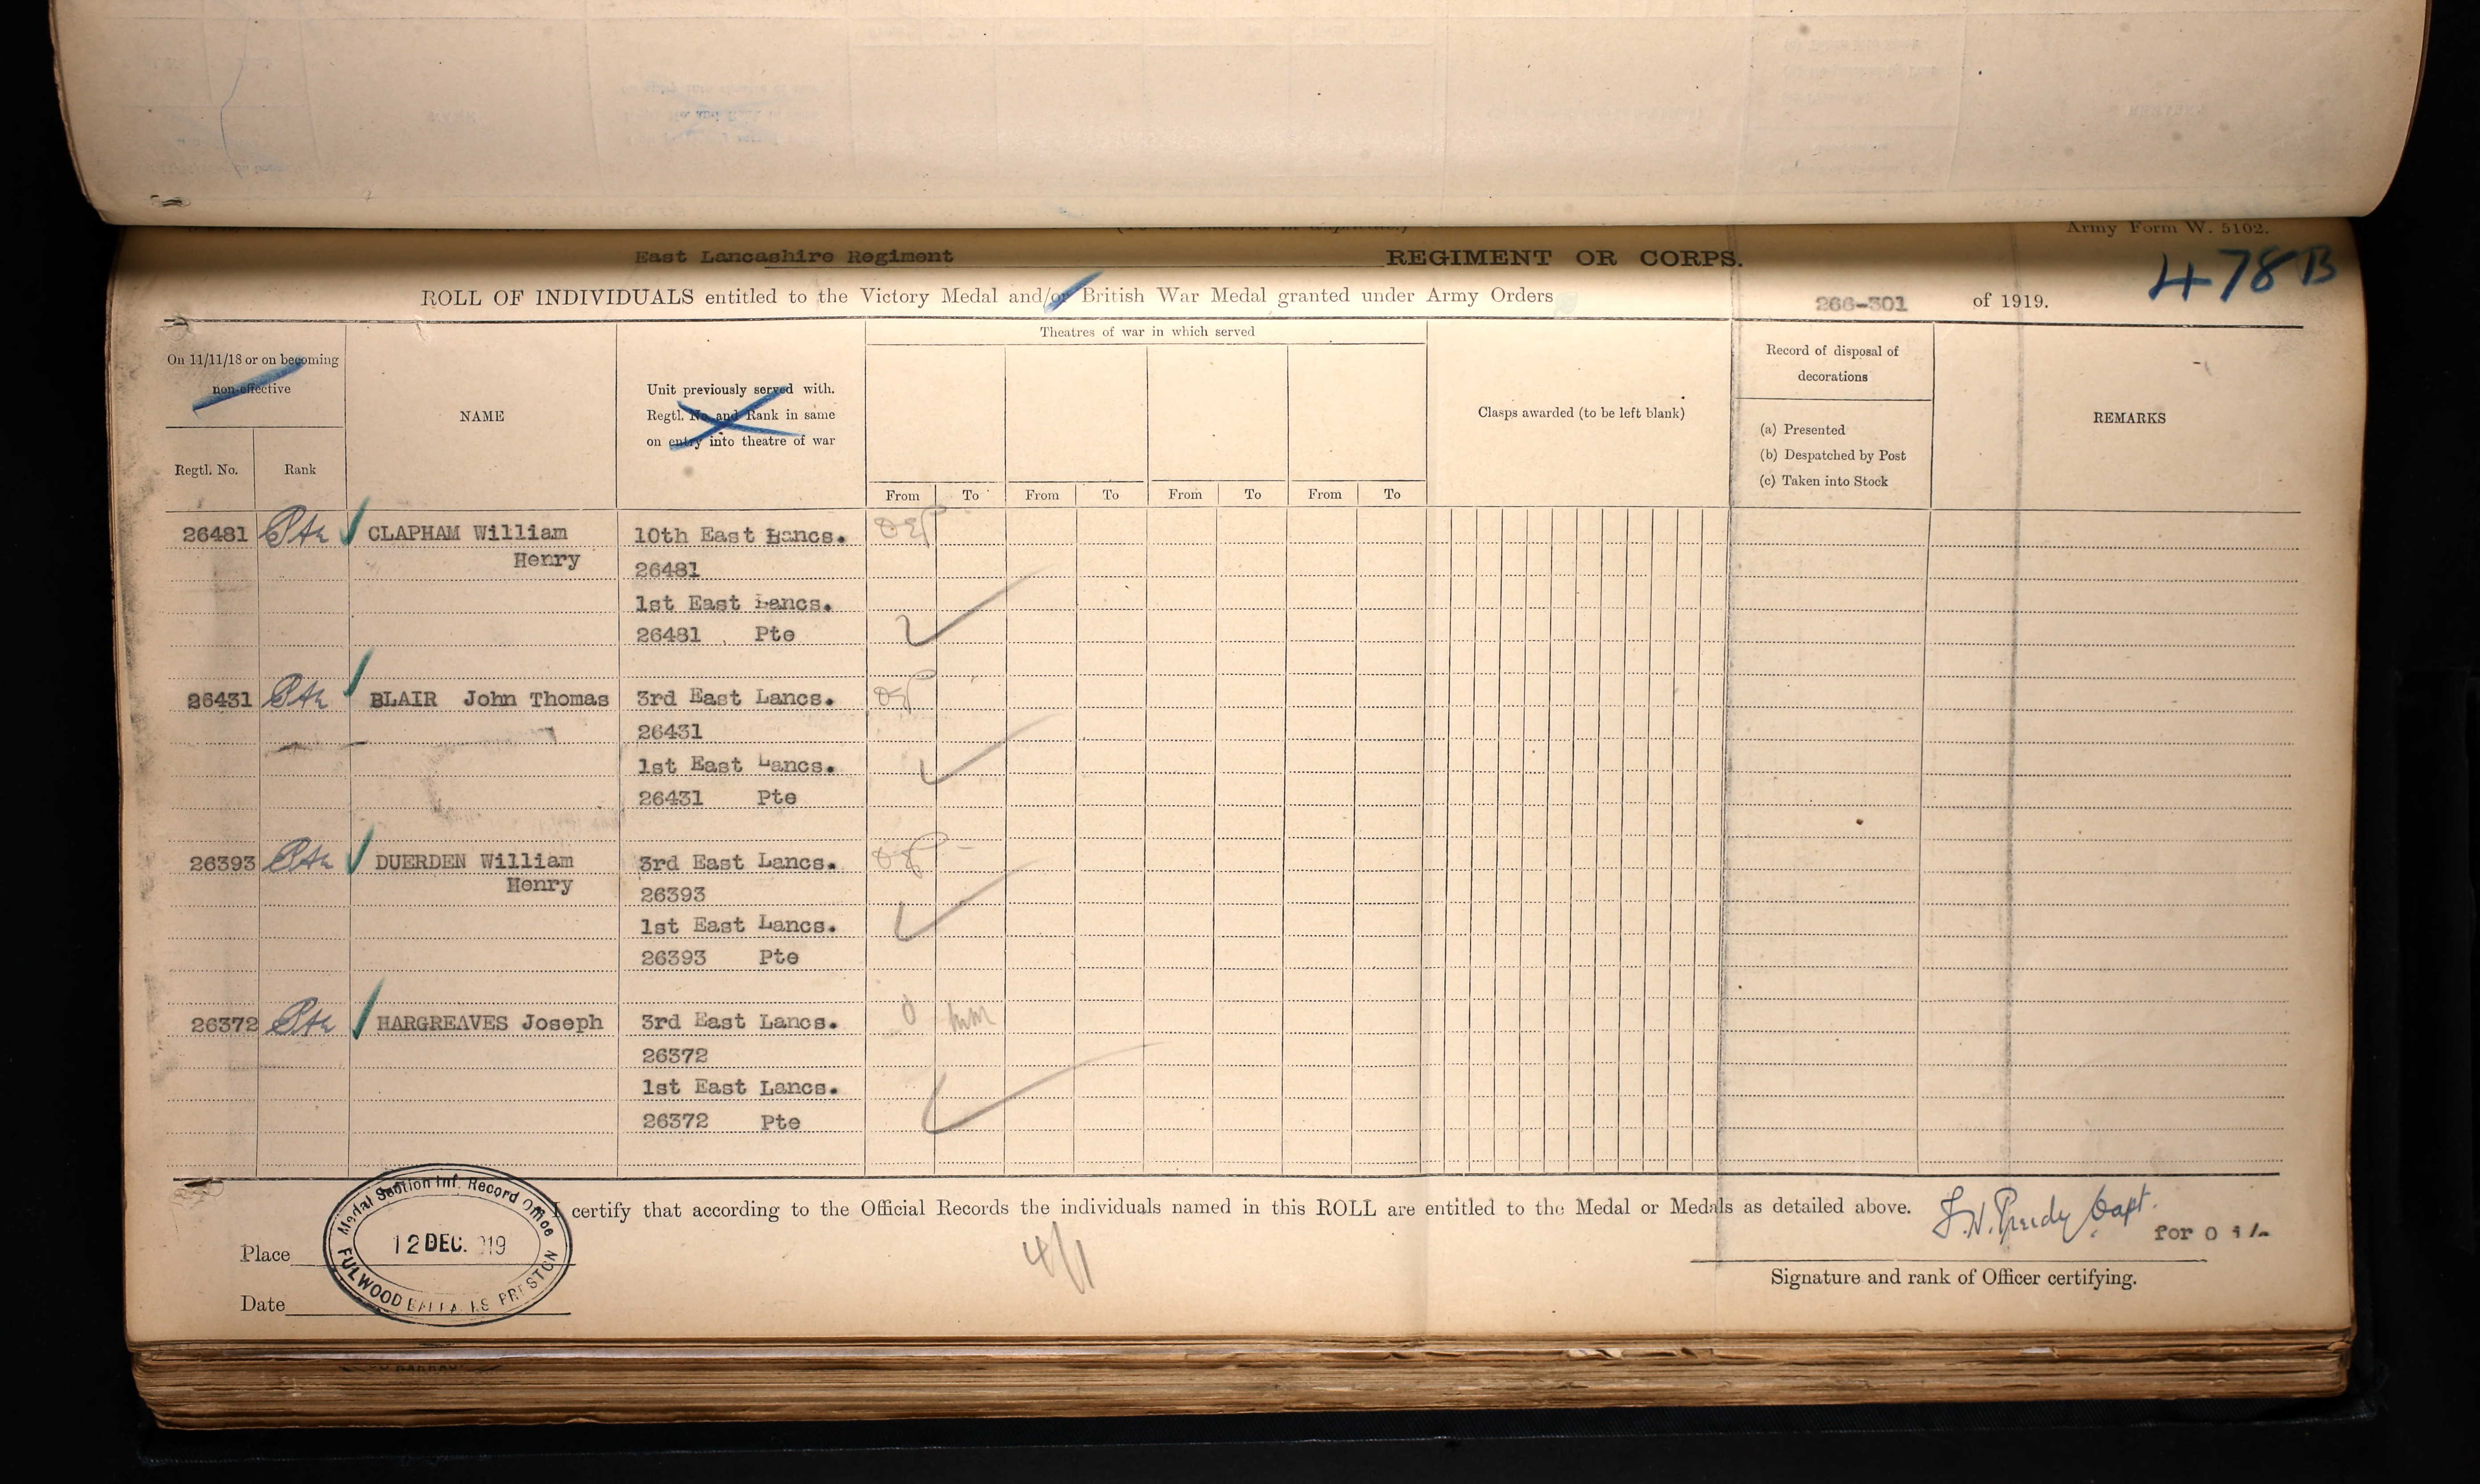 Army Form W. 5102.
East Lancashire Regiment REGIMENT OR CORPS.
478B
ROLL OF INDIVIDUALS entitled to the Victory Medal and/or British War Medal granted under Army Orders 266-301 of 1919.
On 11/11/18 or on becoming
non-effective
Regtl. No.
Rank
NAME
Unit previously served with.
Regtl. No. and Rank in same
on entry into theatre of war
Theatres of war in which served
From To From To From To From To
Clasps awarded (to be left blank)
Record of disposal of
decorations
(a) Presented
(b) Despatched by Post
(c) Taken into Stock
REMARKS
26481 Pte CLAPHAM William 10th East Lancs.
Henry
26481
1st East Lancs.
26481 Pte
26431 Pte BLAIR John Thomas 3rd East Lancs.
26431
1st East Lancs.
26431 Pte
26393 Pte DUERDEN William 3rd East Lancs.
Henry
26393
1st East Lancs.
26393 Pte
26372 Pte HARGREAVES Joseph 3rd East Lancs.
26372
1st East Lancs.
26372 Pte
I certify that according to the Official Records the individuals named in this ROLL are entitled to the Medal or Medals as detailed above.
Capt.
for
Signature and rank of Officer certifying.
Place
Date
Medal Section Inf. Record Office
12 DEC. 919
FULWOOD PRESTON
4/1